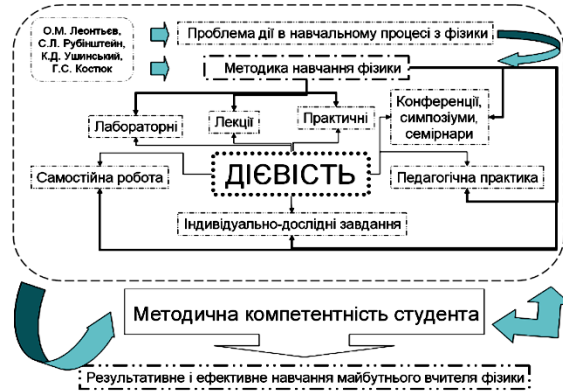 О.М. Леонтьєв,
С.Л. Рубінштейн,
К.Д. Ушинський,
Г.С. Костюк
Проблема дії в навчальному процесі з фізики
Методика навчання фізики
Лабораторні
Лекції
Практичні
Конференції,
симпозіуми,
семірнари
Самостійна робота
ДІЄВІСТЬ
Педагогічна практика
Індивідуально-дослідні завдання
Методична компетентність студента
Результативне і ефективне навчання майбутнього вчителя фізики